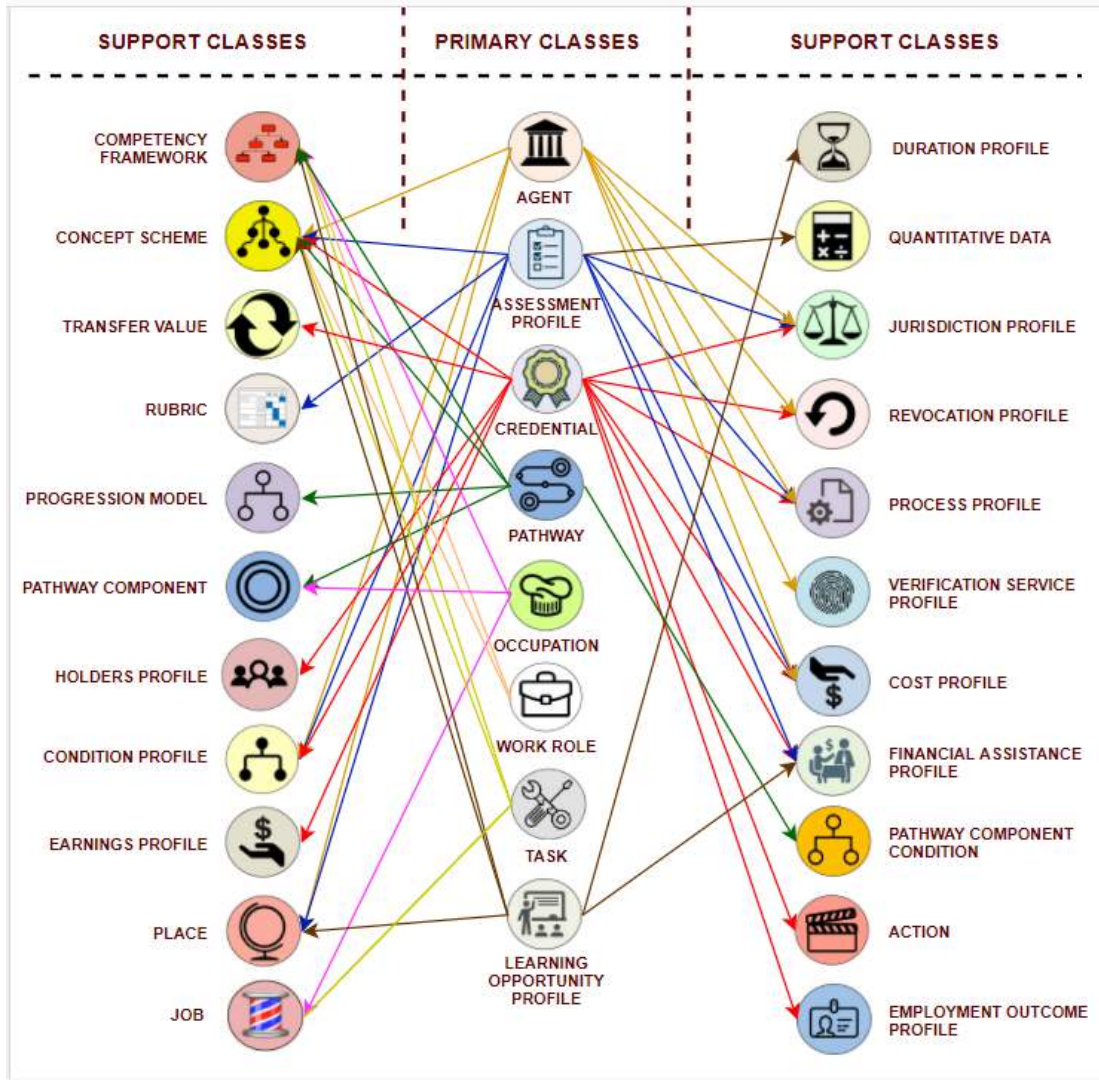 SUPPORT CLASSES
PRIMARY CLASSES
SUPPORT CLASSES
COMPETENCY
FRAMEWORK
CONCEPT SCHEME
TRANSFER VALUE
RUBRIC
PROGRESSION MODEL
PATHWAY COMPONENT
HOLDERS PROFILE
CONDITION PROFILE
EARNINGS PROFILE
PLACE
JOB
AGENT
ASSESSMENT
PROFILE
CREDENTIAL
PATHWAY
OCCUPATION
WORK ROLE
TASK
LEARNING
OPPORTUNITY
PROFILE
DURATION PROFILE
QUANTITATIVE DATA
JURISDICTION PROFILE
REVOCATION PROFILE
PROCESS PROFILE
VERIFICATION SERVICE
PROFILE
COST PROFILE
FINANCIAL ASSISTANCE
PROFILE
PATHWAY COMPONENT
CONDITION
ACTION
EMPLOYMENT OUTCOME
PROFILE